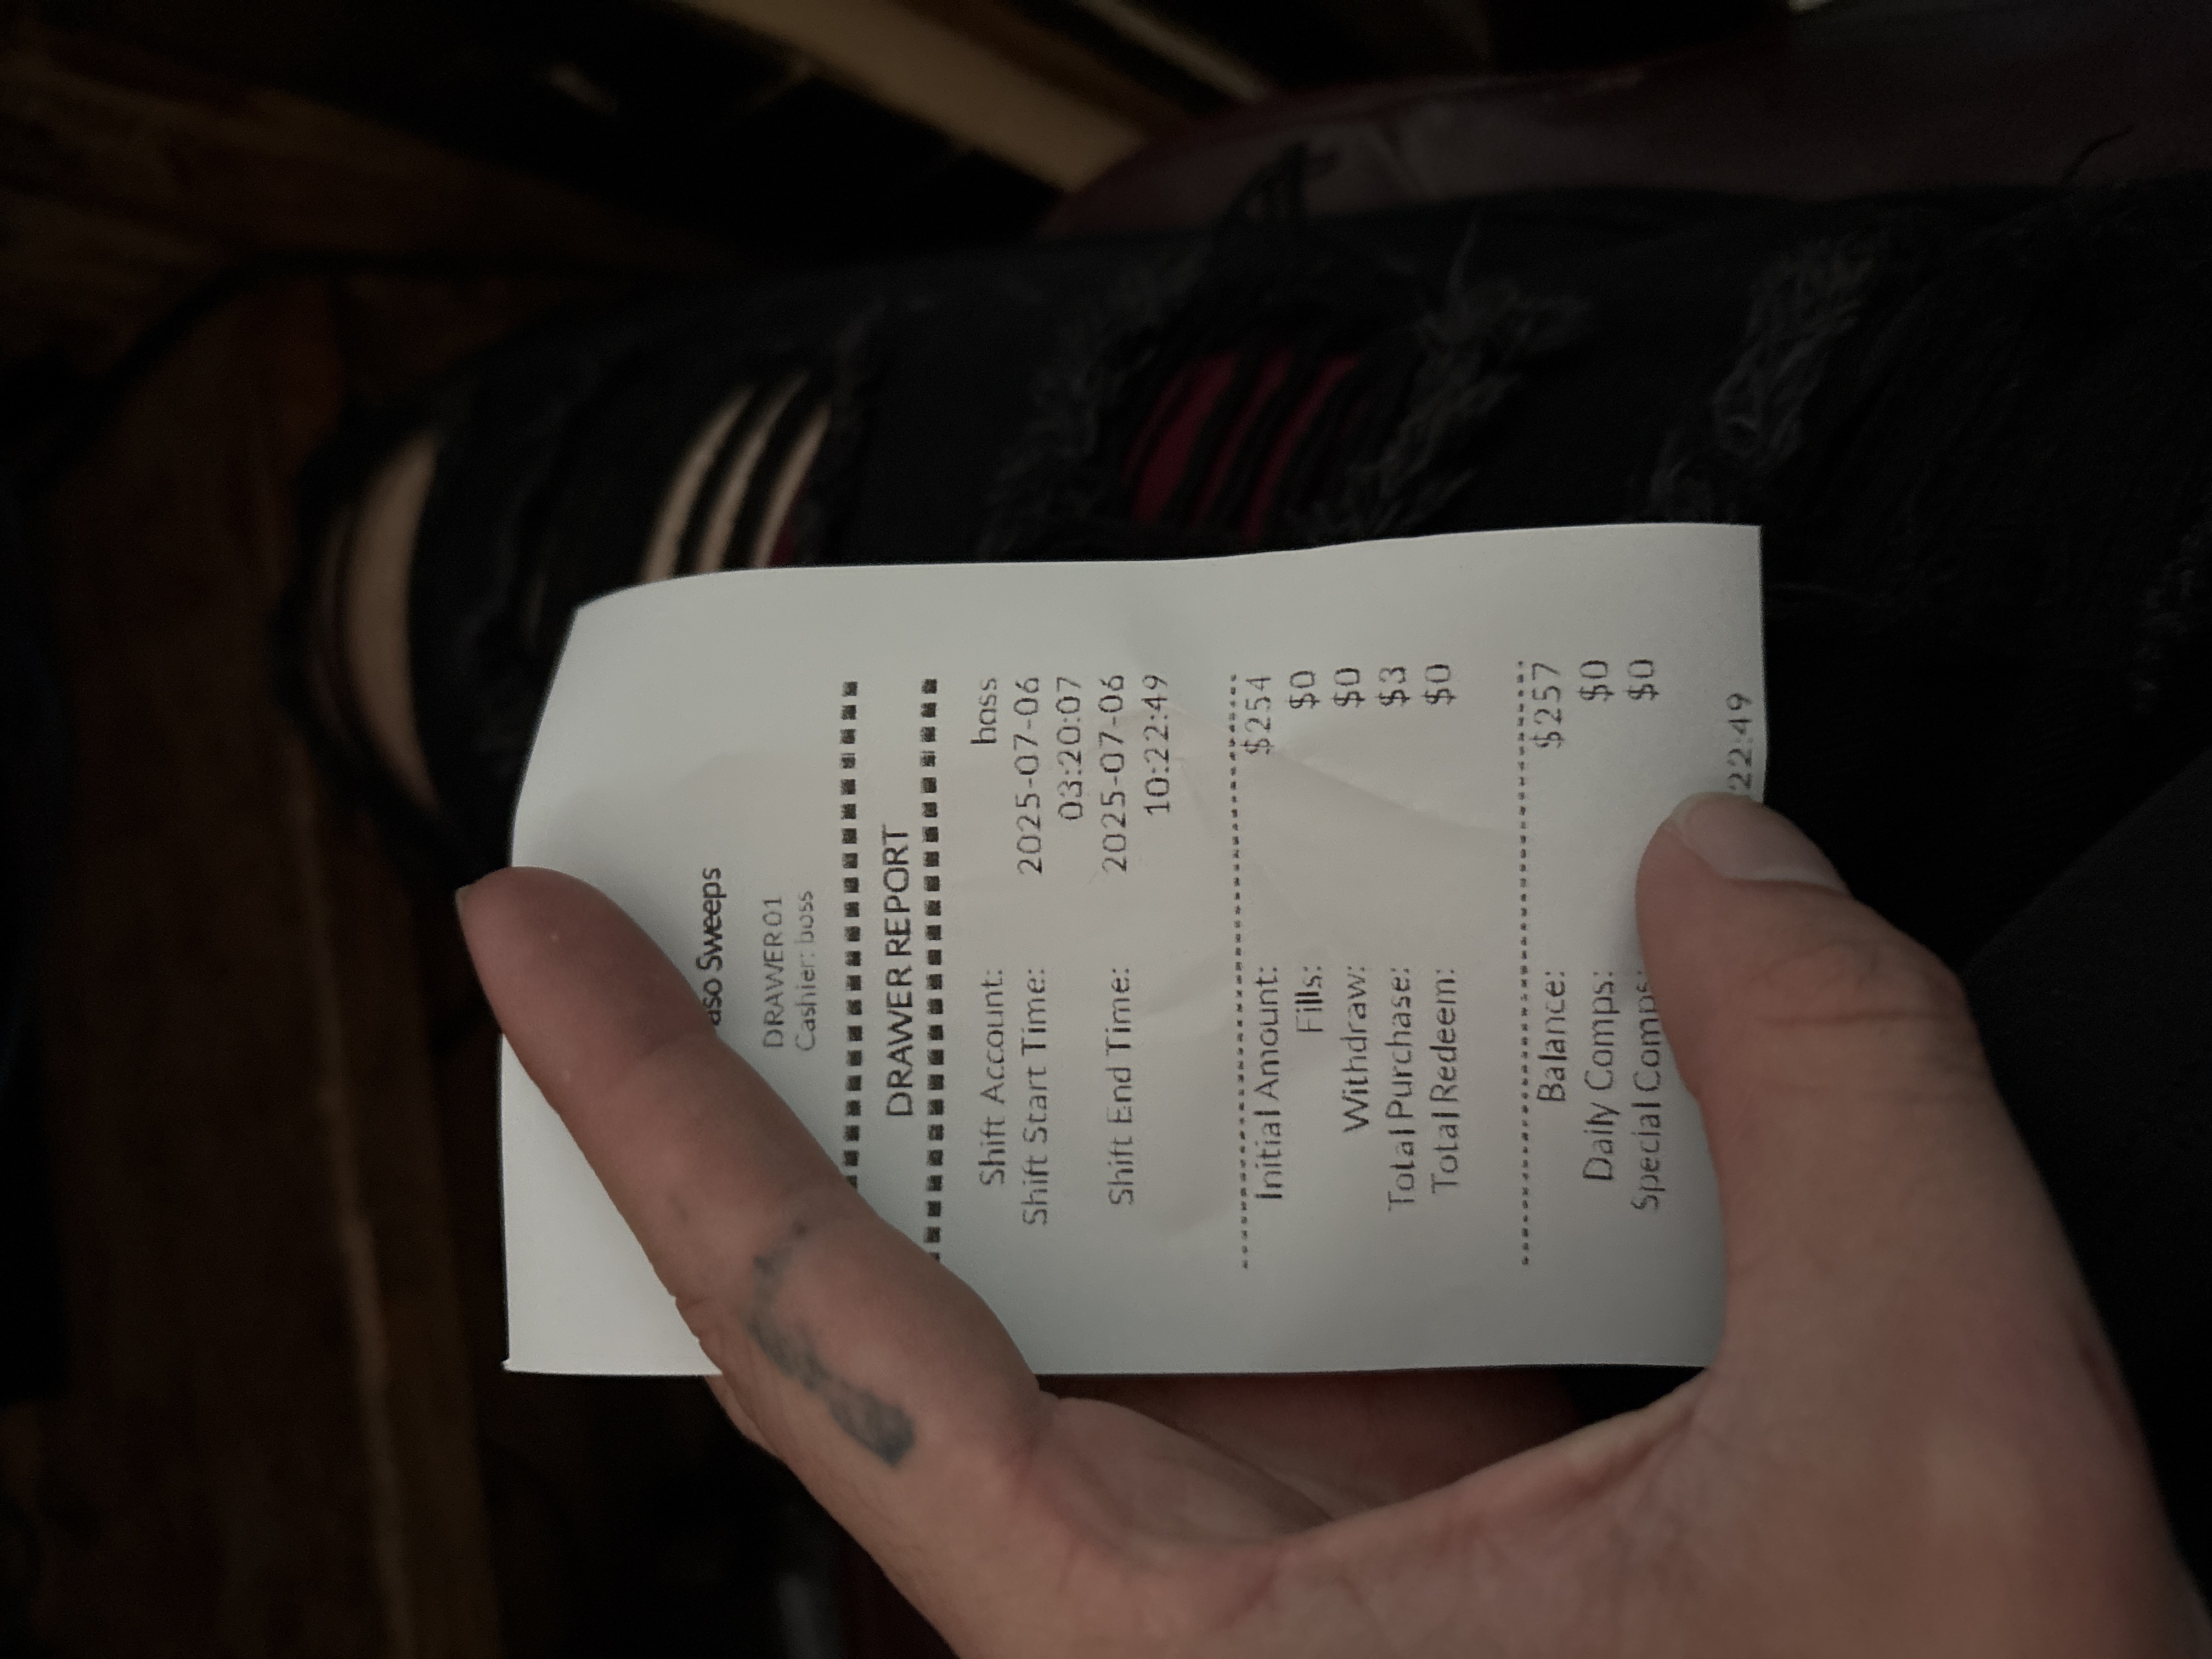 aso Sweeps
DRAWER 01
Cashier: boss
DRAWER REPORT
Shift Account: boss
Shift Start Time: 2025-07-06
03:20:07
Shift End Time: 2025-07-06
10:22:49
Initial Amount: $254
Fills: $0
Withdraw: $0
Total Purchase: $3
Total Redeem: $0
Balance: $257
Daily Comps: $0
Special Comps: $0
22:49